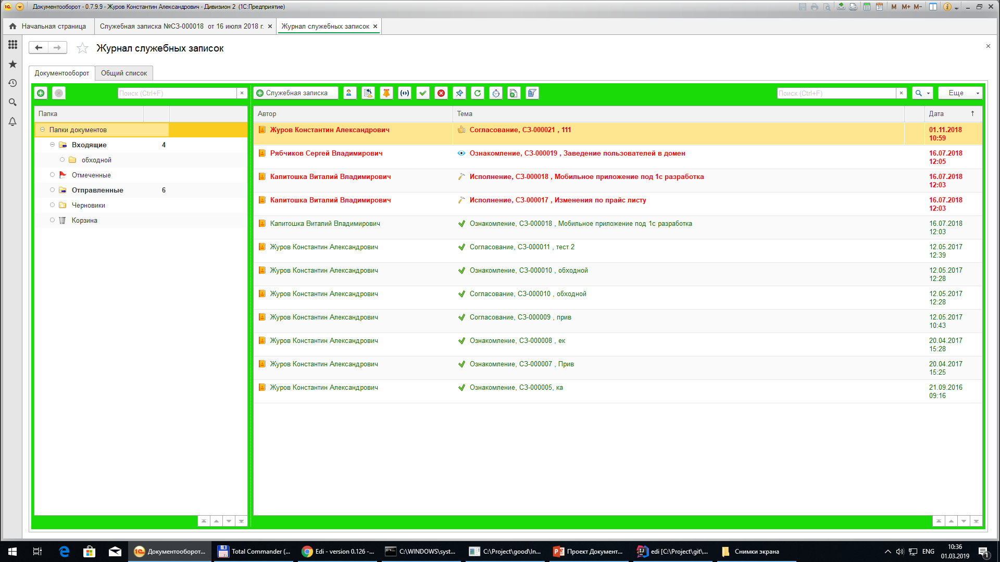 Документооборот - 0.7.9.9 - Журов Константин Александрович - Дивизион 2 (1С:Предприятие)
M M+ M-
Начальная страница
Служебная записка №СЗ-000018 от 16 июля 2018 г. ×
Журнал служебных записок ×
Журнал служебных записок
Документооборот
Общий список
Поиск (Ctrl+F)
Служебная записка
Поиск (Ctrl+F)
Еще
Папка
Папки документов
Входящие 4
обходной
Отмеченные
Отправленные 6
Черновики
Корзина
Автор Тема Дата
Журов Константин Александрович Согласование, СЗ-000021 , 111 01.11.2018
10:59
Рябчиков Сергей Владимирович Ознакомление, СЗ-000019 , Заведение пользователей в домен 16.07.2018
12:05
Капитошка Виталий Владимирович Исполнение, СЗ-000018 , Мобильное приложение под 1с разработка 16.07.2018
12:03
Капитошка Виталий Владимирович Исполнение, СЗ-000017 , Изменения по прайс листу 16.07.2018
12:03
Капитошка Виталий Владимирович Ознакомление, СЗ-000018 , Мобильное приложение под 1с разработка 16.07.2018
12:03
Журов Константин Александрович Согласование, СЗ-000011 , тест 2 12.05.2017
12:39
Журов Константин Александрович Ознакомление, СЗ-000010 , обходной 12.05.2017
12:28
Журов Константин Александрович Согласование, СЗ-000010 , обходной 12.05.2017
12:28
Журов Константин Александрович Согласование, СЗ-000009 , прив 12.05.2017
10:43
Журов Константин Александрович Ознакомление, СЗ-000008 , ек 20.04.2017
15:28
Журов Константин Александрович Ознакомление, СЗ-000007 , Прив 20.04.2017
15:25
Журов Константин Александрович Ознакомление, СЗ-000005, ка 21.09.2016
09:16
Документооборот...
Total Commander (...
Edi - version 0.126 -...
C:\WINDOWS\syst...
C:\Project\good\In...
Проект Документ...
edi [C:\Project\git\...
Снимки экрана
ENG
10:36
01.03.2019
1